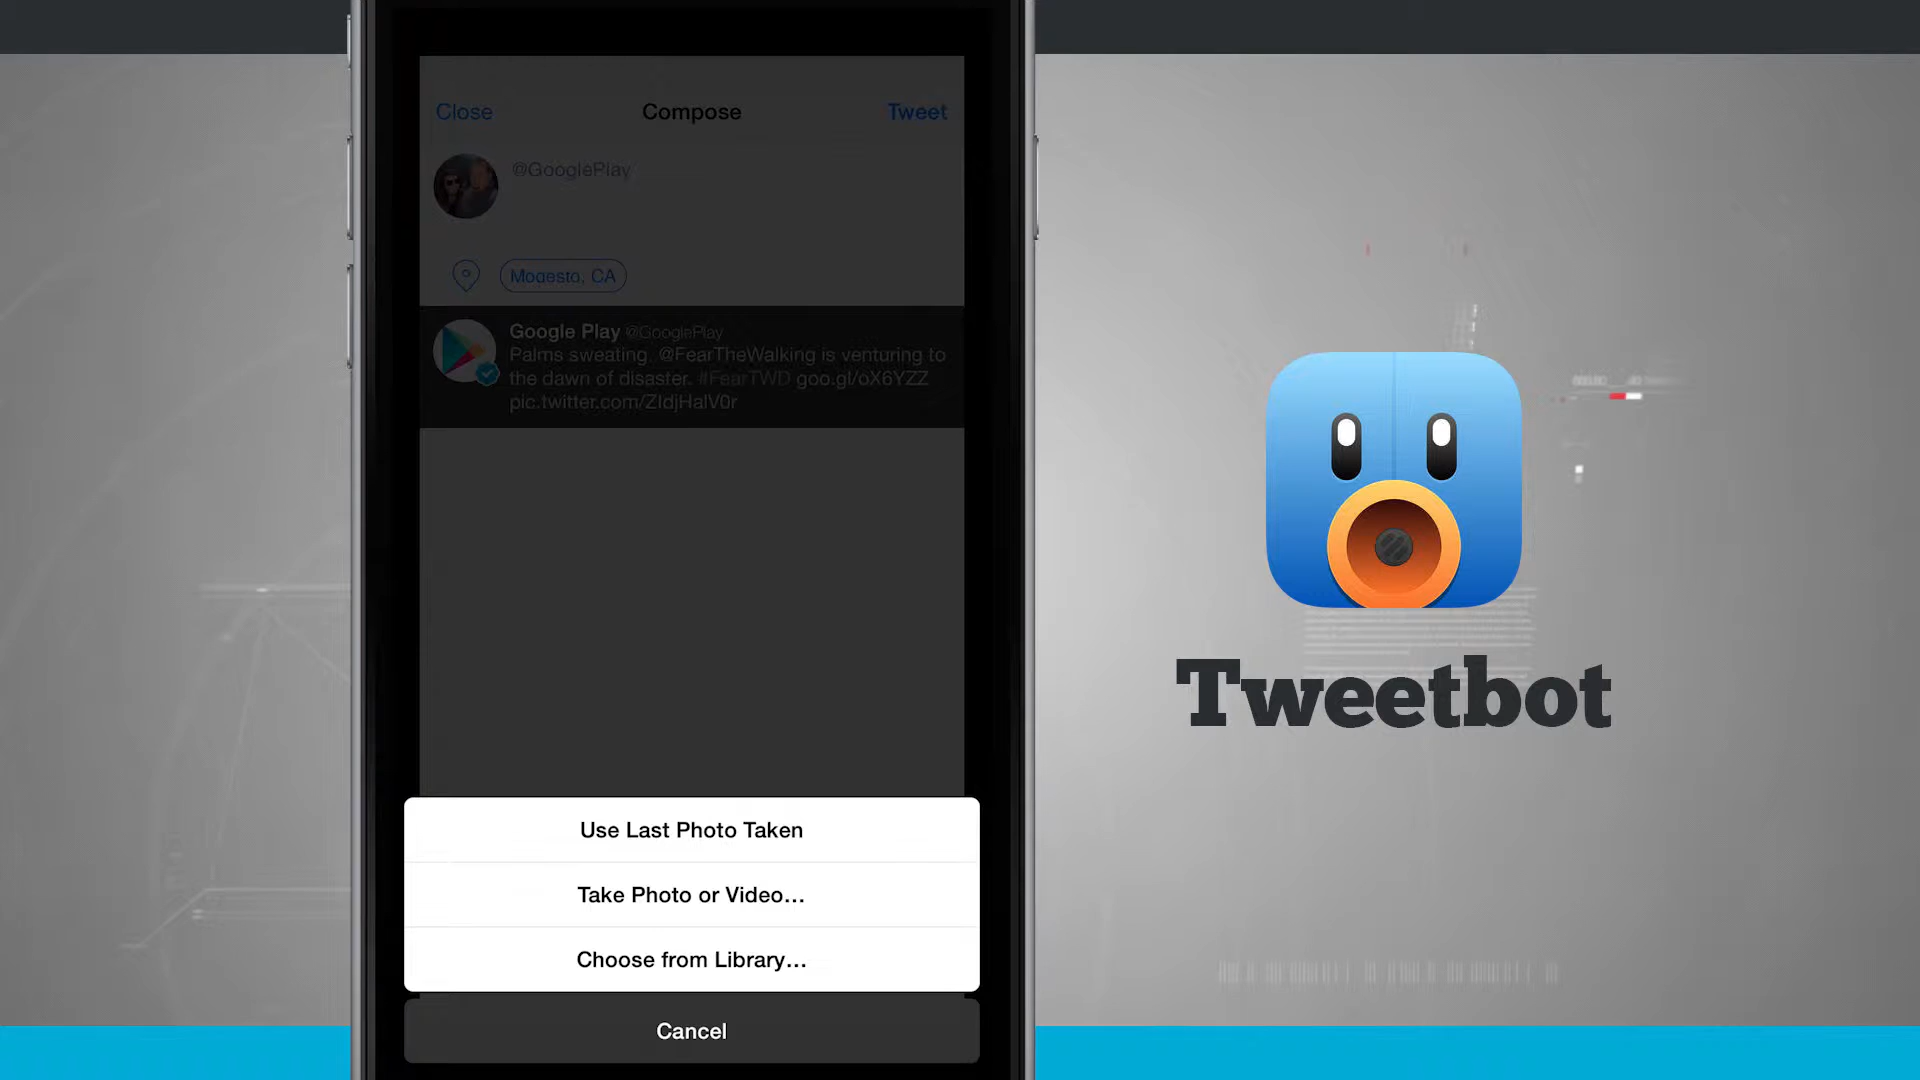 Close Compose Tweet
@GooglePlay
Modesto, CA
Google Play @GooglePlay
Palms sweating. @FearTheWalking is venturing to
the dawn of disaster. #FearTWD goo.gl/oX6YZZ
pic.twitter.com/ZIdjHalV0r
Use Last Photo Taken
Take Photo or Video...
Choose from Library...
Cancel
Tweetbot